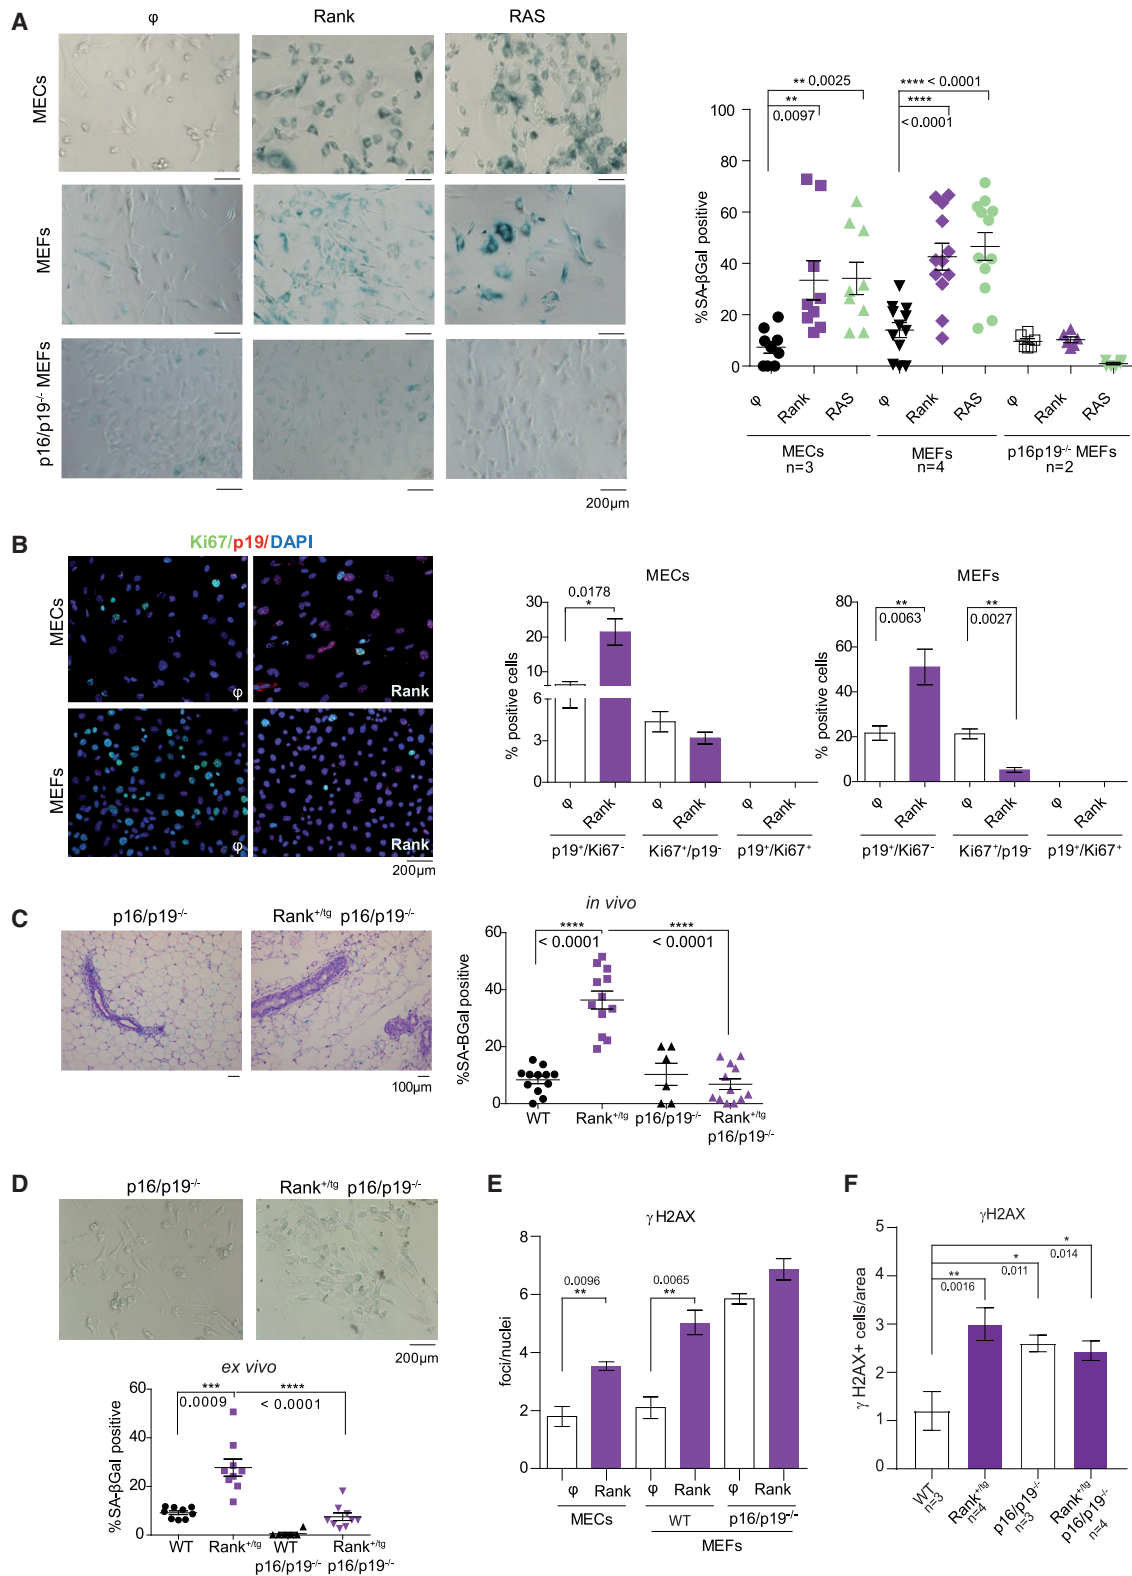 A
φ
Rank
RAS
MECs
MEFs
p16/p19-/- MEFs
200µm
%SA-βGal positive
120
100
80
60
40
20
0
** 0.0025
**
0.0097
**** < 0.0001
****
< 0.0001
φ
Rank
RAS
φ
Rank
RAS
φ
Rank
RAS
MECs
n=3
MEFs
n=4
p16p19-/- MEFs
n=2
B
Ki67/p19/DAPI
MECs
φ
Rank
MEFs
φ
Rank
200µm
MECs
% positive cells
30
20
10
6
3
0
0.0178
*
φ
Rank
φ
Rank
φ
Rank
p19+/Ki67-
Ki67+/p19-
p19+/Ki67+
MEFs
% positive cells
80
60
40
20
0
**
0.0063
**
0.0027
φ
Rank
φ
Rank
φ
Rank
p19+/Ki67-
Ki67+/p19-
p19+/Ki67+
C
p16/p19-/-
Rank+/tg p16/p19-/-
100µm
in vivo
%SA-BGal positive
60
40
20
0
****
< 0.0001
****
< 0.0001
WT
Rank+/tg
p16/p19-/-
Rank+/tg
p16/p19-/-
D
p16/p19-/-
Rank+/tg p16/p19-/-
200µm
ex vivo
%SA-βGal positive
60
40
20
0
***
0.0009
****
< 0.0001
WT
Rank+/tg
WT
p16/p19-/-
Rank+/tg
p16/p19-/-
E
γ H2AX
foci/nuclei
8
6
4
2
0
0.0096
**
0.0065
**
φ
Rank
φ
Rank
φ
Rank
MECs
WT
p16/p19-/-
MEFs
F
γH2AX
γ H2AX+ cells/area
5
4
3
2
1
0
**
0.0016
*
0.011
*
0.014
WT
n=3
Rank+/tg
n=4
p16/p19-/-
n=3
Rank+/tg
p16/p19-/-
n=4